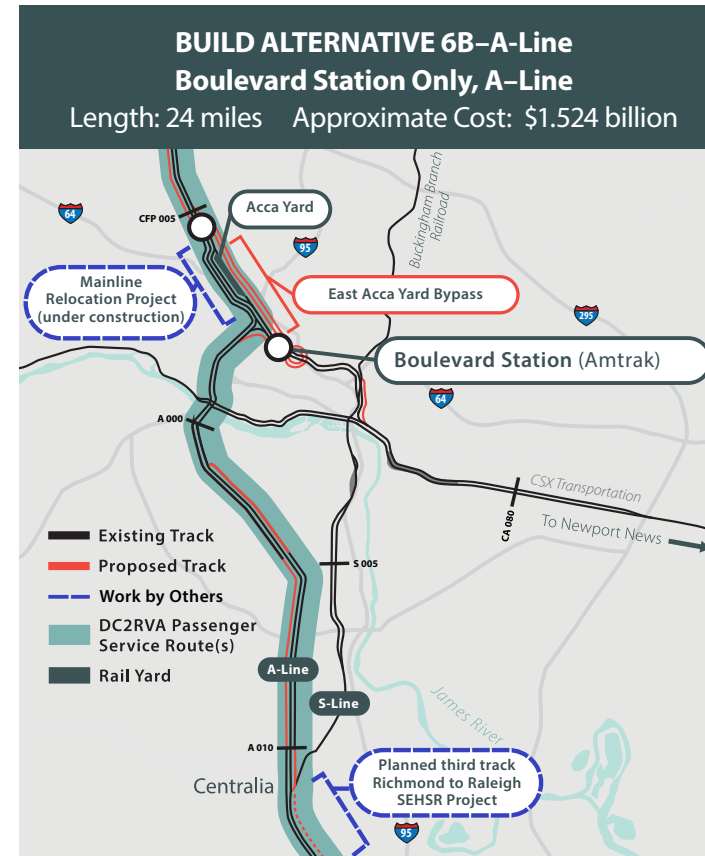 BUILD ALTERNATIVE 6B–A-Line
Boulevard Station Only, A–Line
Length: 24 miles Approximate Cost: $1.524 billion
64
CFP 005
Acca Yard
95
Buckingham Branch
Railroad
Mainline
Relocation Project
(under construction)
East Acca Yard Bypass
295
Boulevard Station (Amtrak)
64
A 000
CSX Transportation
CA 080
To Newport News
Existing Track
Proposed Track
Work by Others
DC2RVA Passenger
Service Route(s)
Rail Yard
S 005
A-Line
S-Line
James River
A 010
Centralia
Planned third track
Richmond to Raleigh
SEHSR Project
95